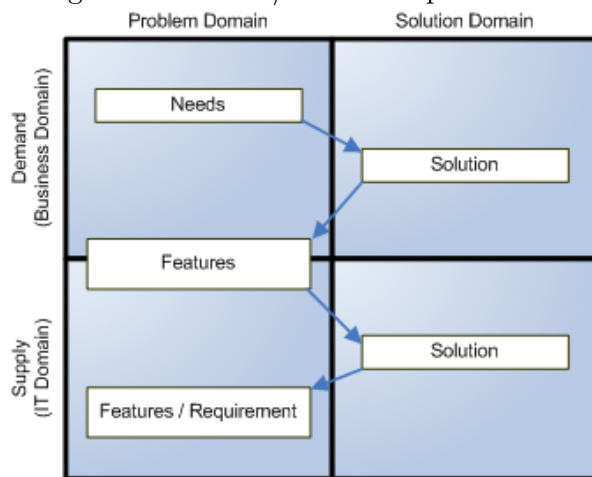 Problem Domain
Solution Domain
Demand
(Business Domain)
Needs
Solution
Features
Supply
(IT Domain)
Solution
Features / Requirement